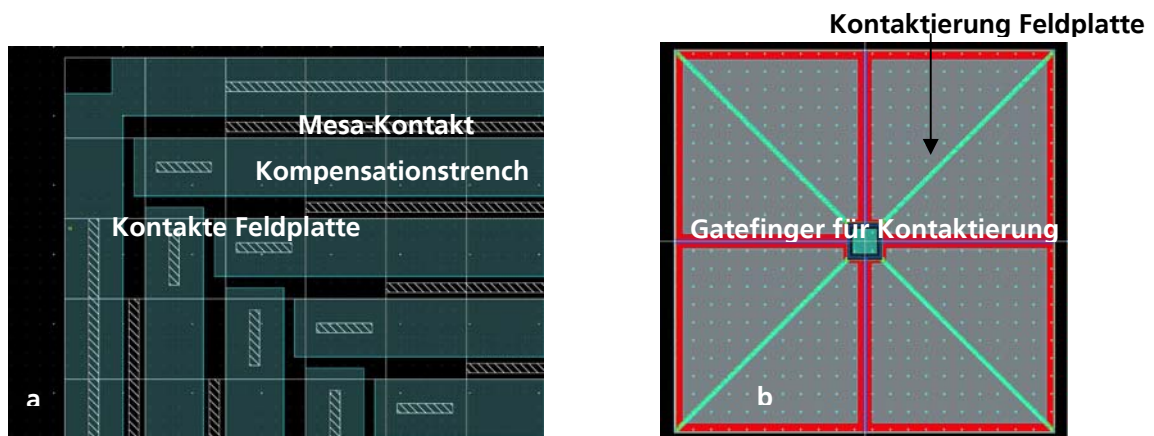 Kontaktierung Feldplatte
Mesa-Kontakt
Kompensationstrench
Kontakte Feldplatte
a
Gatefinger für Kontaktierung
b